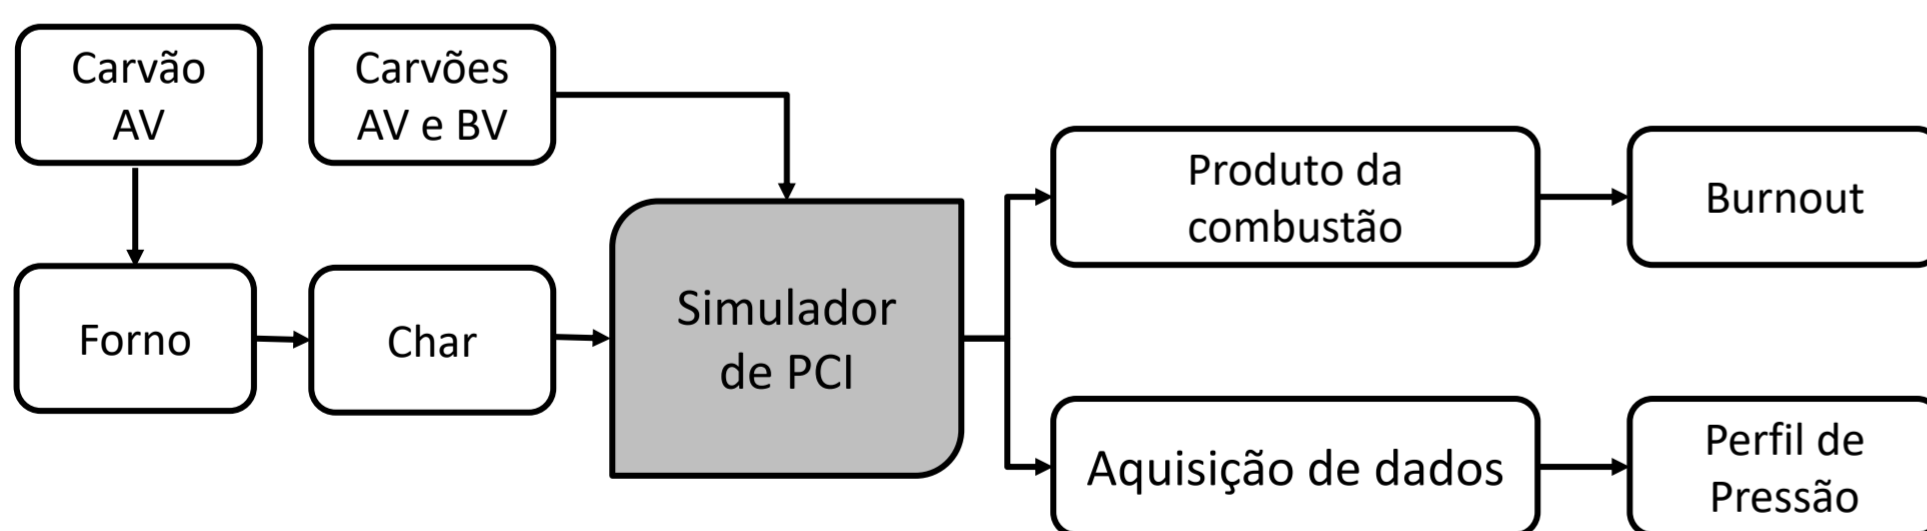 Carvão
AV
Carvões
AV e BV
Forno
Char
Simulador
de PCI
Produto da
combustão
Burnout
Aquisição de dados
Perfil de
Pressão